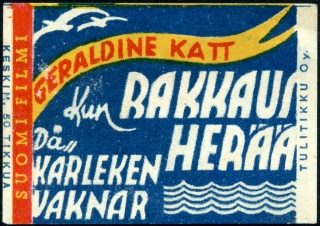 GERALDINE KATT
Kun RAKKAUS
HERÄÄ
Då
KÄRLEKEN
VAKNAR
SUOMI FILMI
KESKIM. 50 TIKKUA
TULITIKKU Oy.